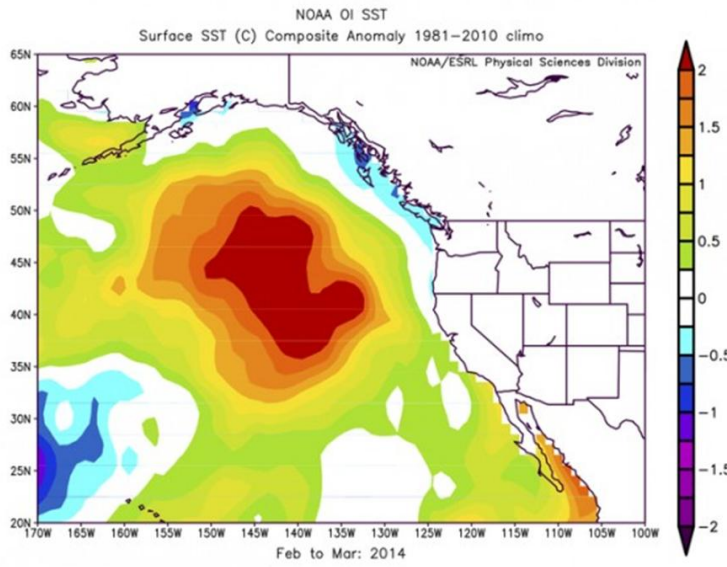 NOAA OI SST
Surface SST (C) Composite Anomaly 1981−2010 climo
NOAA/ESRL Physical Sciences Division
65N
60N
55N
50N
45N
40N
35N
30N
25N
20N
170W 165W 160W 155W 150W 145W 140W 135W 130W 125W 120W 115W 110W 105W 100W
Feb to Mar: 2014
2
1.5
1
0.5
0
−0.5
−1
−1.5
−2